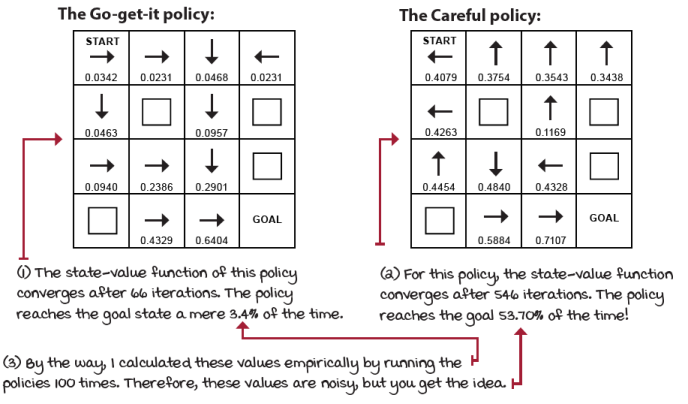 The Go-get-it policy:
The Careful policy:
START
0.0342 0.0231 0.0468 0.0231
0.0463 0.0957
0.0940 0.2386 0.2901
GOAL
0.4329 0.6404
START
0.4079 0.3754 0.3543 0.3438
0.4263 0.1169
0.4454 0.4840 0.4328
GOAL
0.5884 0.7107
(1) The state-value function of this policy
converges after 66 iterations. The policy
reaches the goal state a mere 3.4% of the time.
(2) For this policy, the state-value function
converges after 546 iterations. The policy
reaches the goal 53.70% of the time!
(3) By the way, I calculated these values empirically by running the
policies 100 times. Therefore, these values are noisy, but you get the idea.